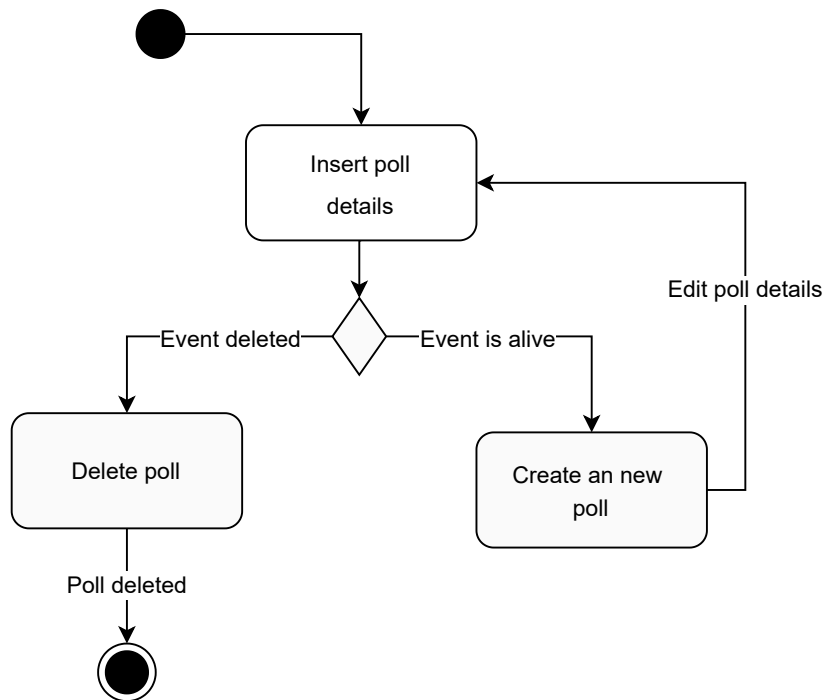 Insert poll
details
Edit poll details
Event deleted
Event is alive
Delete poll
Create an new
poll
Poll deleted